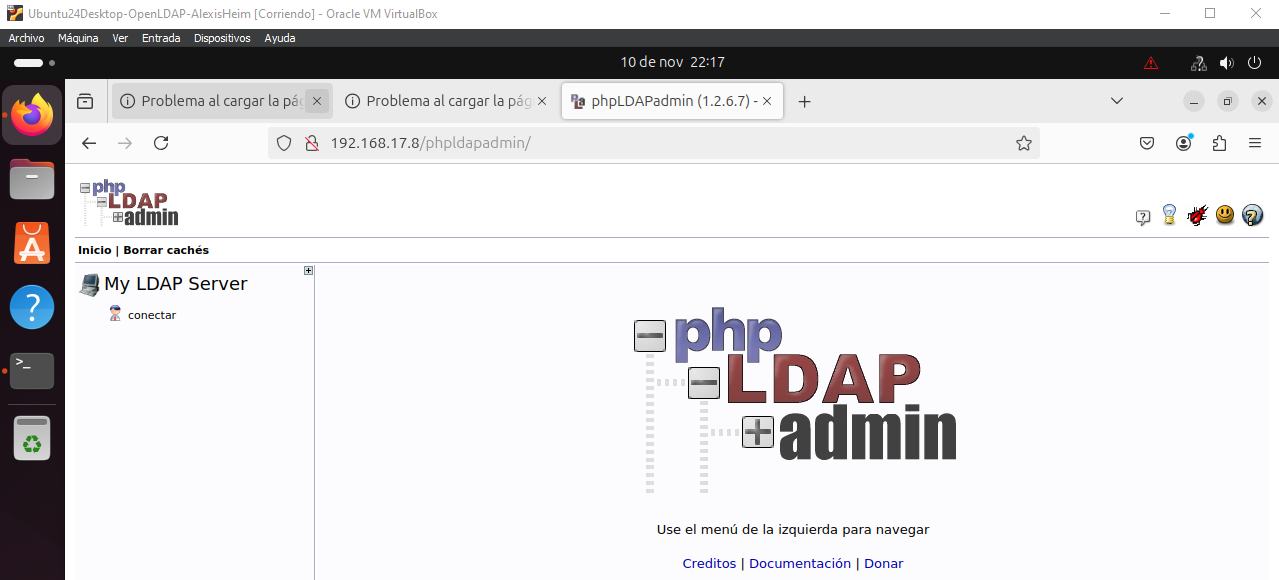 Ubuntu24Desktop-OpenLDAP-AlexisHeim [Corriendo] - Oracle VM VirtualBox
Archivo Máquina Ver Entrada Dispositivos Ayuda
10 de nov 22:17
Problema al cargar la pág
Problema al cargar la pág
phpLDAPadmin (1.2.6.7) -
192.168.17.8/phpldapadmin/
php
LDAP
admin
Inicio | Borrar cachés
My LDAP Server
conectar
php
LDAP
admin
Use el menú de la izquierda para navegar
Creditos | Documentación | Donar